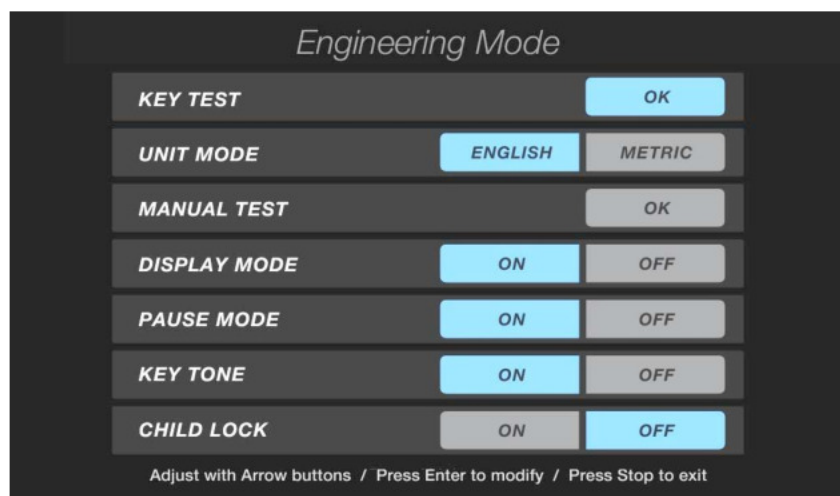 Engineering Mode
KEY TEST OK
UNIT MODE ENGLISH METRIC
MANUAL TEST OK
DISPLAY MODE ON OFF
PAUSE MODE ON OFF
KEY TONE ON OFF
CHILD LOCK ON OFF
Adjust with Arrow buttons / Press Enter to modify / Press Stop to exit